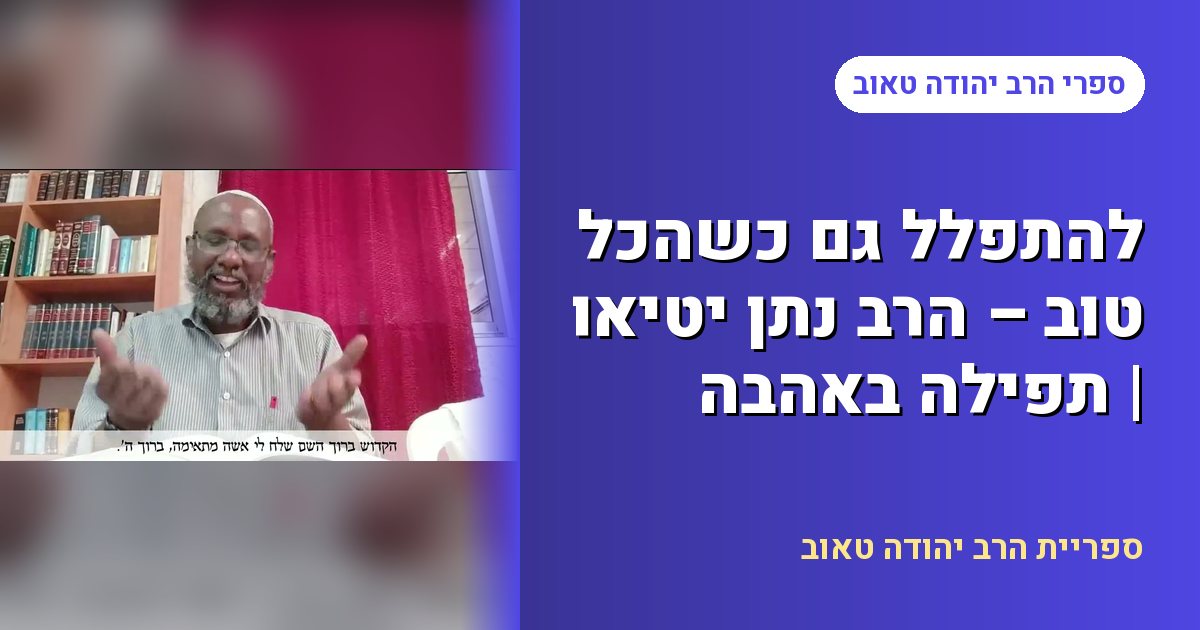 ספרי הרב יהודה טאוב
להתפלל גם כשהכל
טוב – הרב נתן יטיאו
| תפילה באהבה
הקדוש ברוך השם שלח לי אשה מתאימה, ברוך ה'.
ספריית הרב יהודה טאוב